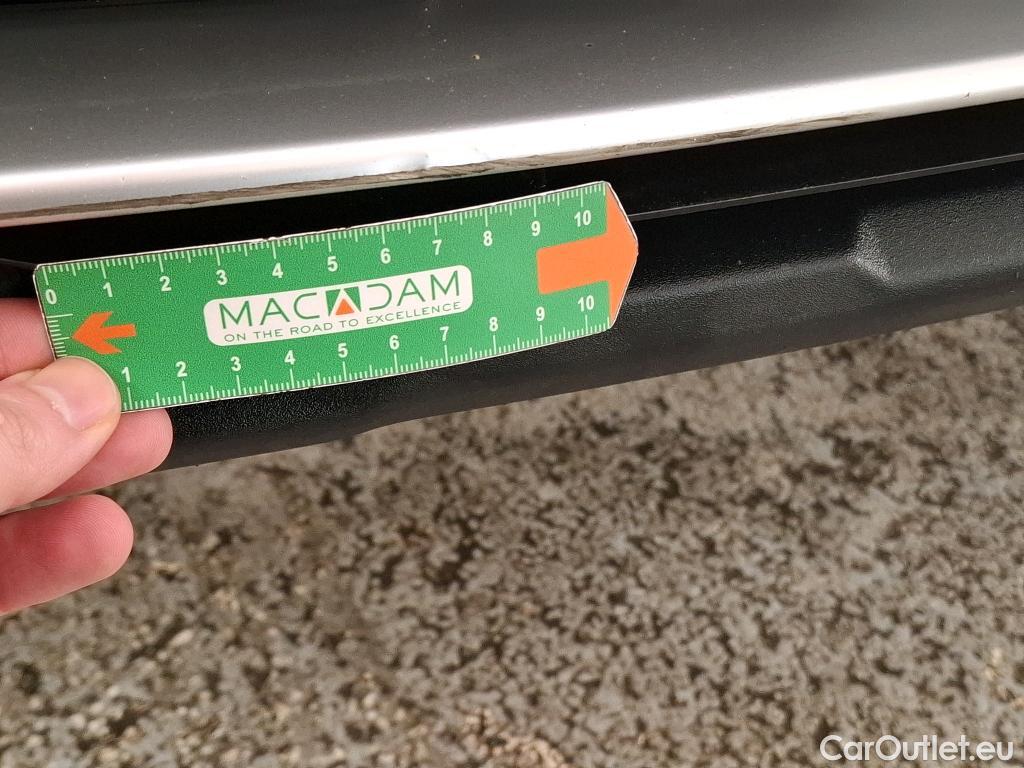 0 1 2 3 4 5 6 7 8 9 10
MACADAM
ON THE ROAD TO EXCELLENCE
1 2 3 4 5 6 7 8 9 10
CarOutlet.eu